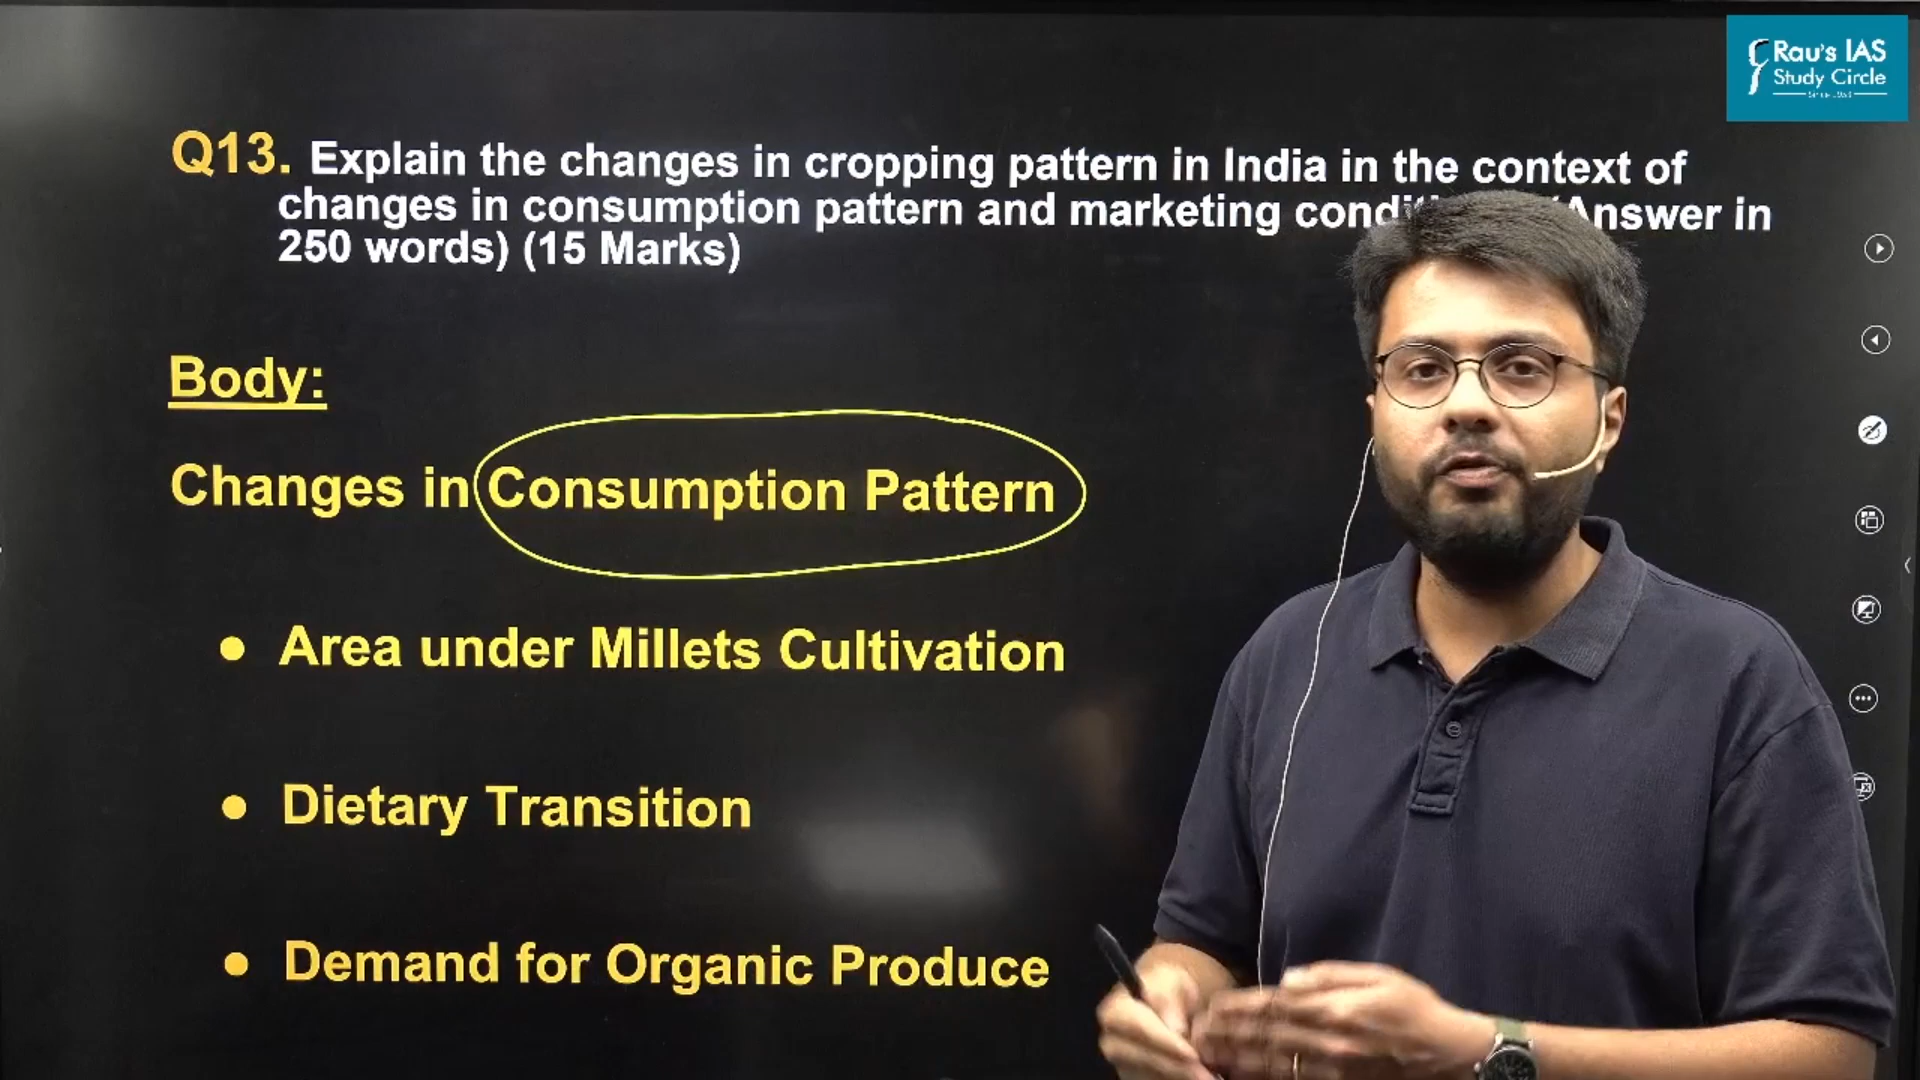 Rau's IAS
Study Circle
Q13. Explain the changes in cropping pattern in India in the context of
changes in consumption pattern and marketing (Answer in
250 words) (15 Marks)
Body:
Changes in Consumption Pattern
● Area under Millets Cultivation
● Dietary Transition
● Demand for Organic Produce